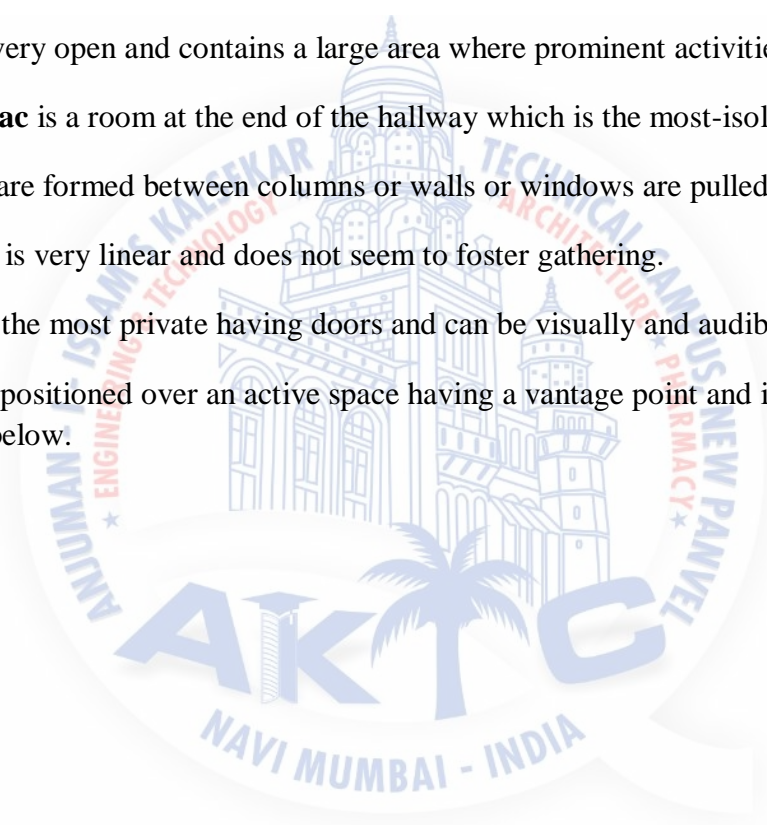 very open and contains a large area where prominent activitie
ac is a room at the end of the hallway which is the most-isol
are formed between columns or walls or windows are pulled
is very linear and does not seem to foster gathering.
the most private having doors and can be visually and audib
positioned over an active space having a vantage point and i
below.
ANJUMAN - I - ISLAM'S KALSEKAR TECHNICAL CAMPUS, NEW PANVEL
★ ENGINEERING & TECHNOLOGY ★ ARCHITECTURE ★ PHARMACY ★
AKTC
NAVI MUMBAI - INDIA